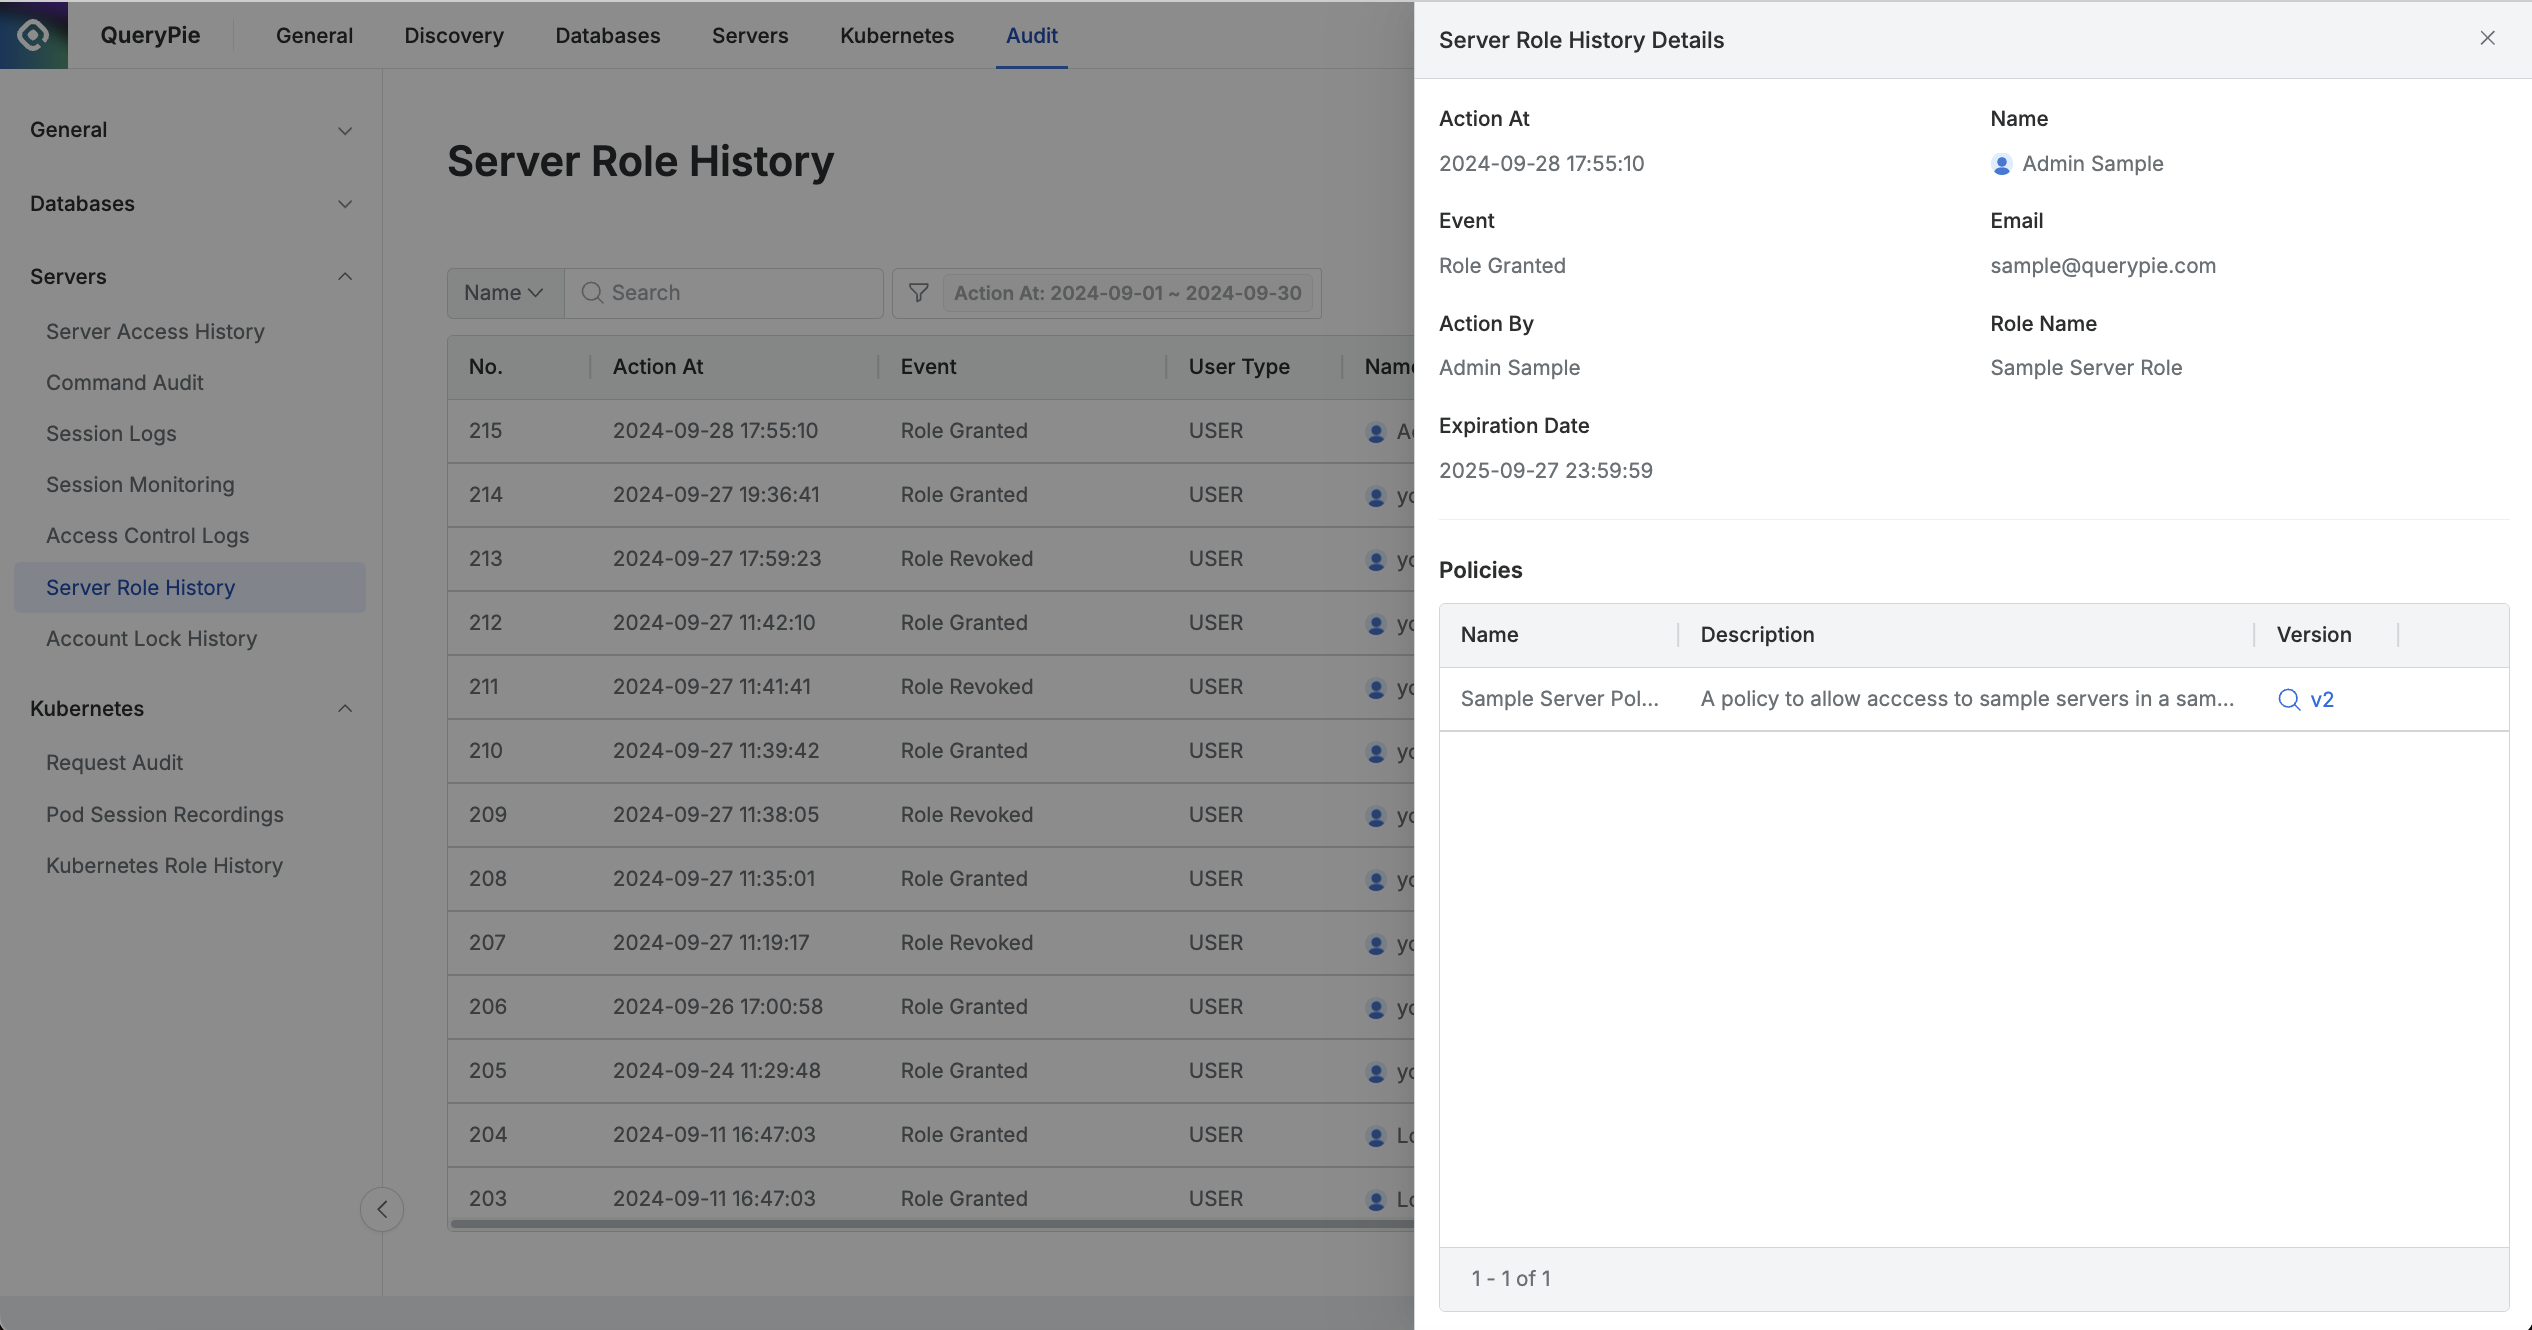 QueryPie General Discovery Databases Servers Kubernetes Audit
General
Databases
Servers
Server Access History
Command Audit
Session Logs
Session Monitoring
Access Control Logs
Server Role History
Account Lock History
Kubernetes
Request Audit
Pod Session Recordings
Kubernetes Role History
Server Role History
Name Search Action At: 2024-09-01 ~ 2024-09-30
No. Action At Event User Type Name
215 2024-09-28 17:55:10 Role Granted USER
214 2024-09-27 19:36:41 Role Granted USER
213 2024-09-27 17:59:23 Role Revoked USER
212 2024-09-27 11:42:10 Role Granted USER
211 2024-09-27 11:41:41 Role Revoked USER
210 2024-09-27 11:39:42 Role Granted USER
209 2024-09-27 11:38:05 Role Revoked USER
208 2024-09-27 11:35:01 Role Granted USER
207 2024-09-27 11:19:17 Role Revoked USER
206 2024-09-26 17:00:58 Role Granted USER
205 2024-09-24 11:29:48 Role Granted USER
204 2024-09-11 16:47:03 Role Granted USER
203 2024-09-11 16:47:03 Role Granted USER
Server Role History Details
Action At Name
2024-09-28 17:55:10 Admin Sample
Event Email
Role Granted sample@querypie.com
Action By Role Name
Admin Sample Sample Server Role
Expiration Date
2025-09-27 23:59:59
Policies
Name Description Version
Sample Server Pol... A policy to allow acccess to sample servers in a sam... v2
1 - 1 of 1